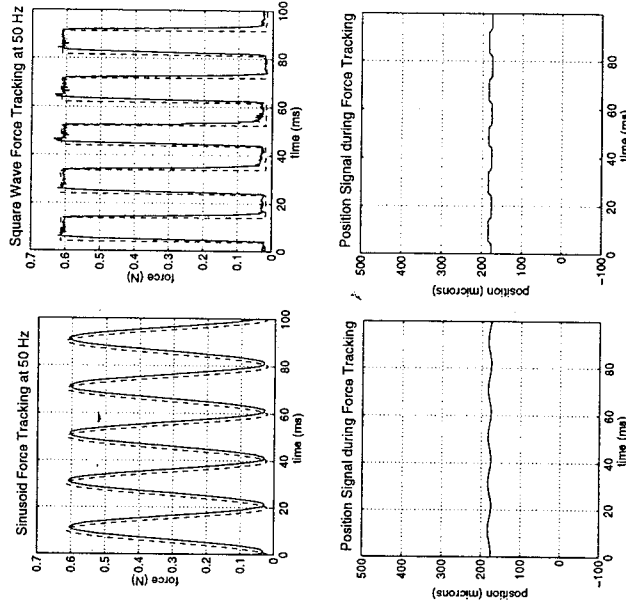 Sinusoid Force Tracking at 50 Hz
force (N)
0.7
0.6
0.5
0.4
0.3
0.2
0.1
0
0 20 40 60 80 100
time (ms)
Square Wave Force Tracking at 50 Hz
force (N)
0.7
0.6
0.5
0.4
0.3
0.2
0.1
0
0 20 40 60 80 100
time (ms)
Position Signal during Force Tracking
position (microns)
500
400
300
200
100
0
-100
0 20 40 60 80 100
time (ms)
Position Signal during Force Tracking
position (microns)
500
400
300
200
100
0
-100
0 20 40 60 80 100
time (ms)